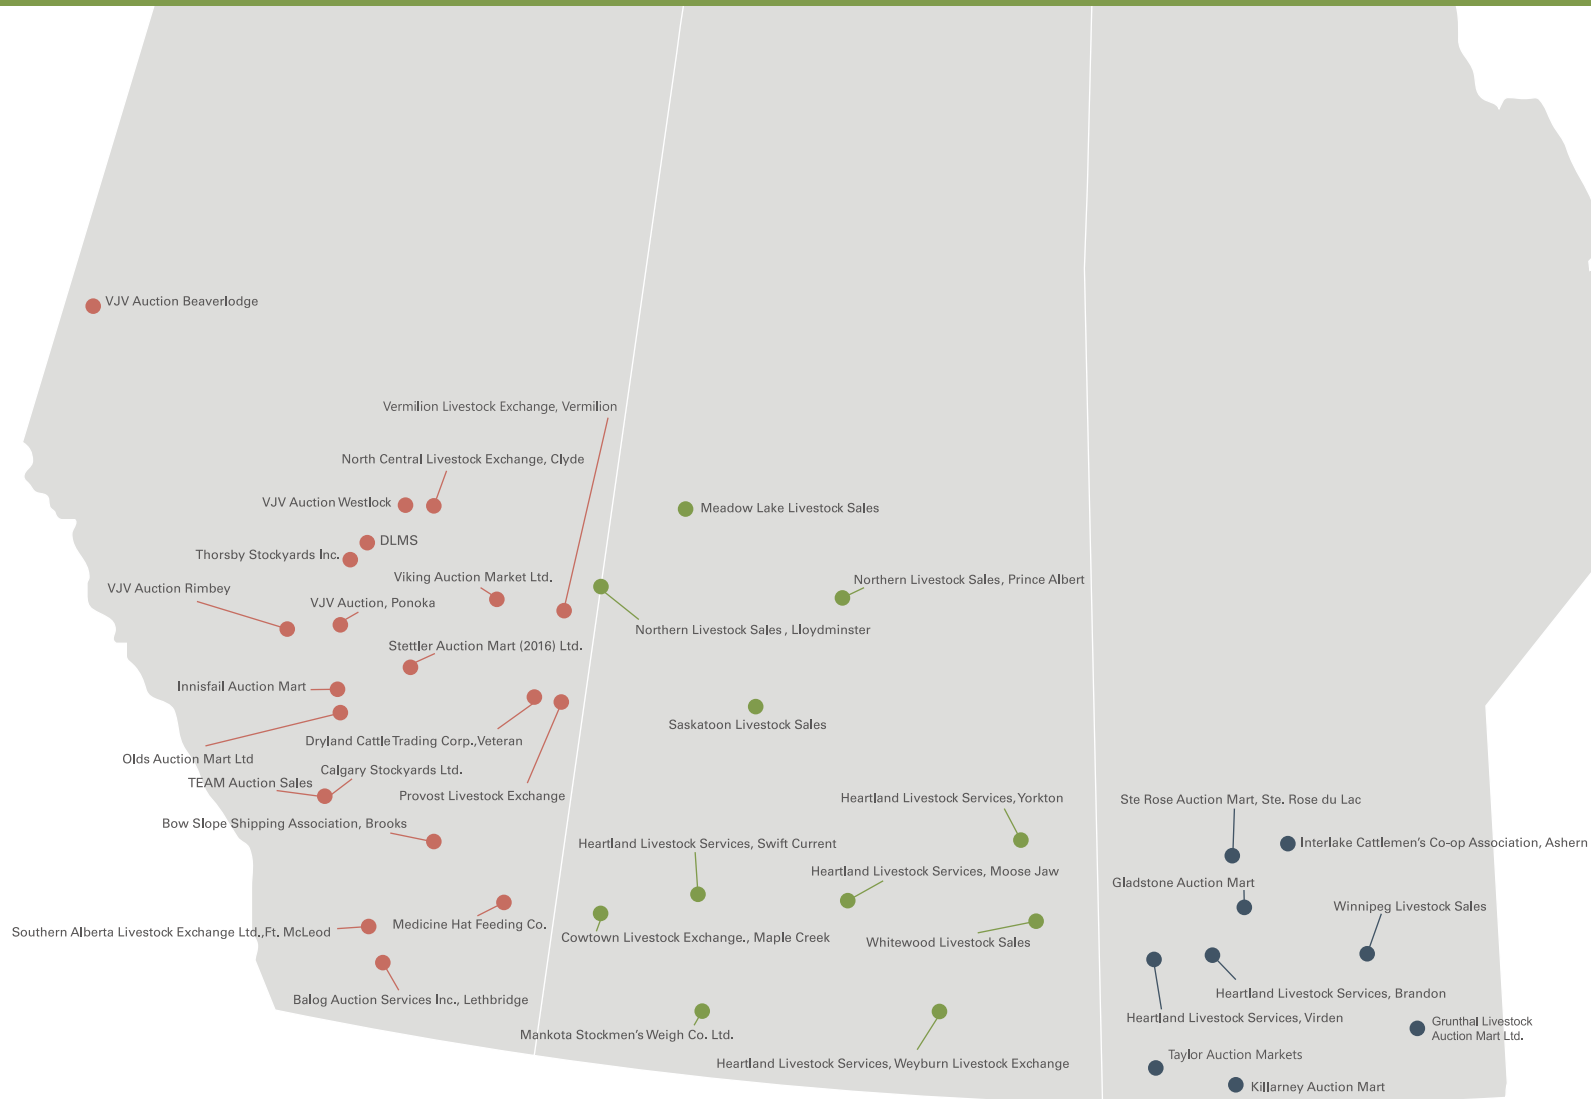 VJV Auction Beaverlodge
Vermilion Livestock Exchange, Vermilion
North Central Livestock Exchange, Clyde
VJV Auction Westlock
Meadow Lake Livestock Sales
DLMS
Thorsby Stockyards Inc.
Viking Auction Market Ltd.
Northern Livestock Sales, Prince Albert
VJV Auction Rimbey
VJV Auction, Ponoka
Northern Livestock Sales , Lloydminster
Stettler Auction Mart (2016) Ltd.
Innisfail Auction Mart
Saskatoon Livestock Sales
Dryland Cattle Trading Corp.,Veteran
Olds Auction Mart Ltd
Calgary Stockyards Ltd.
TEAM Auction Sales
Provost Livestock Exchange
Heartland Livestock Services, Yorkton
Ste Rose Auction Mart, Ste. Rose du Lac
Bow Slope Shipping Association, Brooks
Heartland Livestock Services, Swift Current
Interlake Cattlemen's Co-op Association, Ashern
Heartland Livestock Services, Moose Jaw
Gladstone Auction Mart
Winnipeg Livestock Sales
Medicine Hat Feeding Co.
Southern Alberta Livestock Exchange Ltd.,Ft. McLeod
Cowtown Livestock Exchange., Maple Creek
Whitewood Livestock Sales
Heartland Livestock Services, Brandon
Balog Auction Services Inc., Lethbridge
Heartland Livestock Services, Virden
Grunthal Livestock
Auction Mart Ltd.
Mankota Stockmen's Weigh Co. Ltd.
Taylor Auction Markets
Heartland Livestock Services, Weyburn Livestock Exchange
Killarney Auction Mart